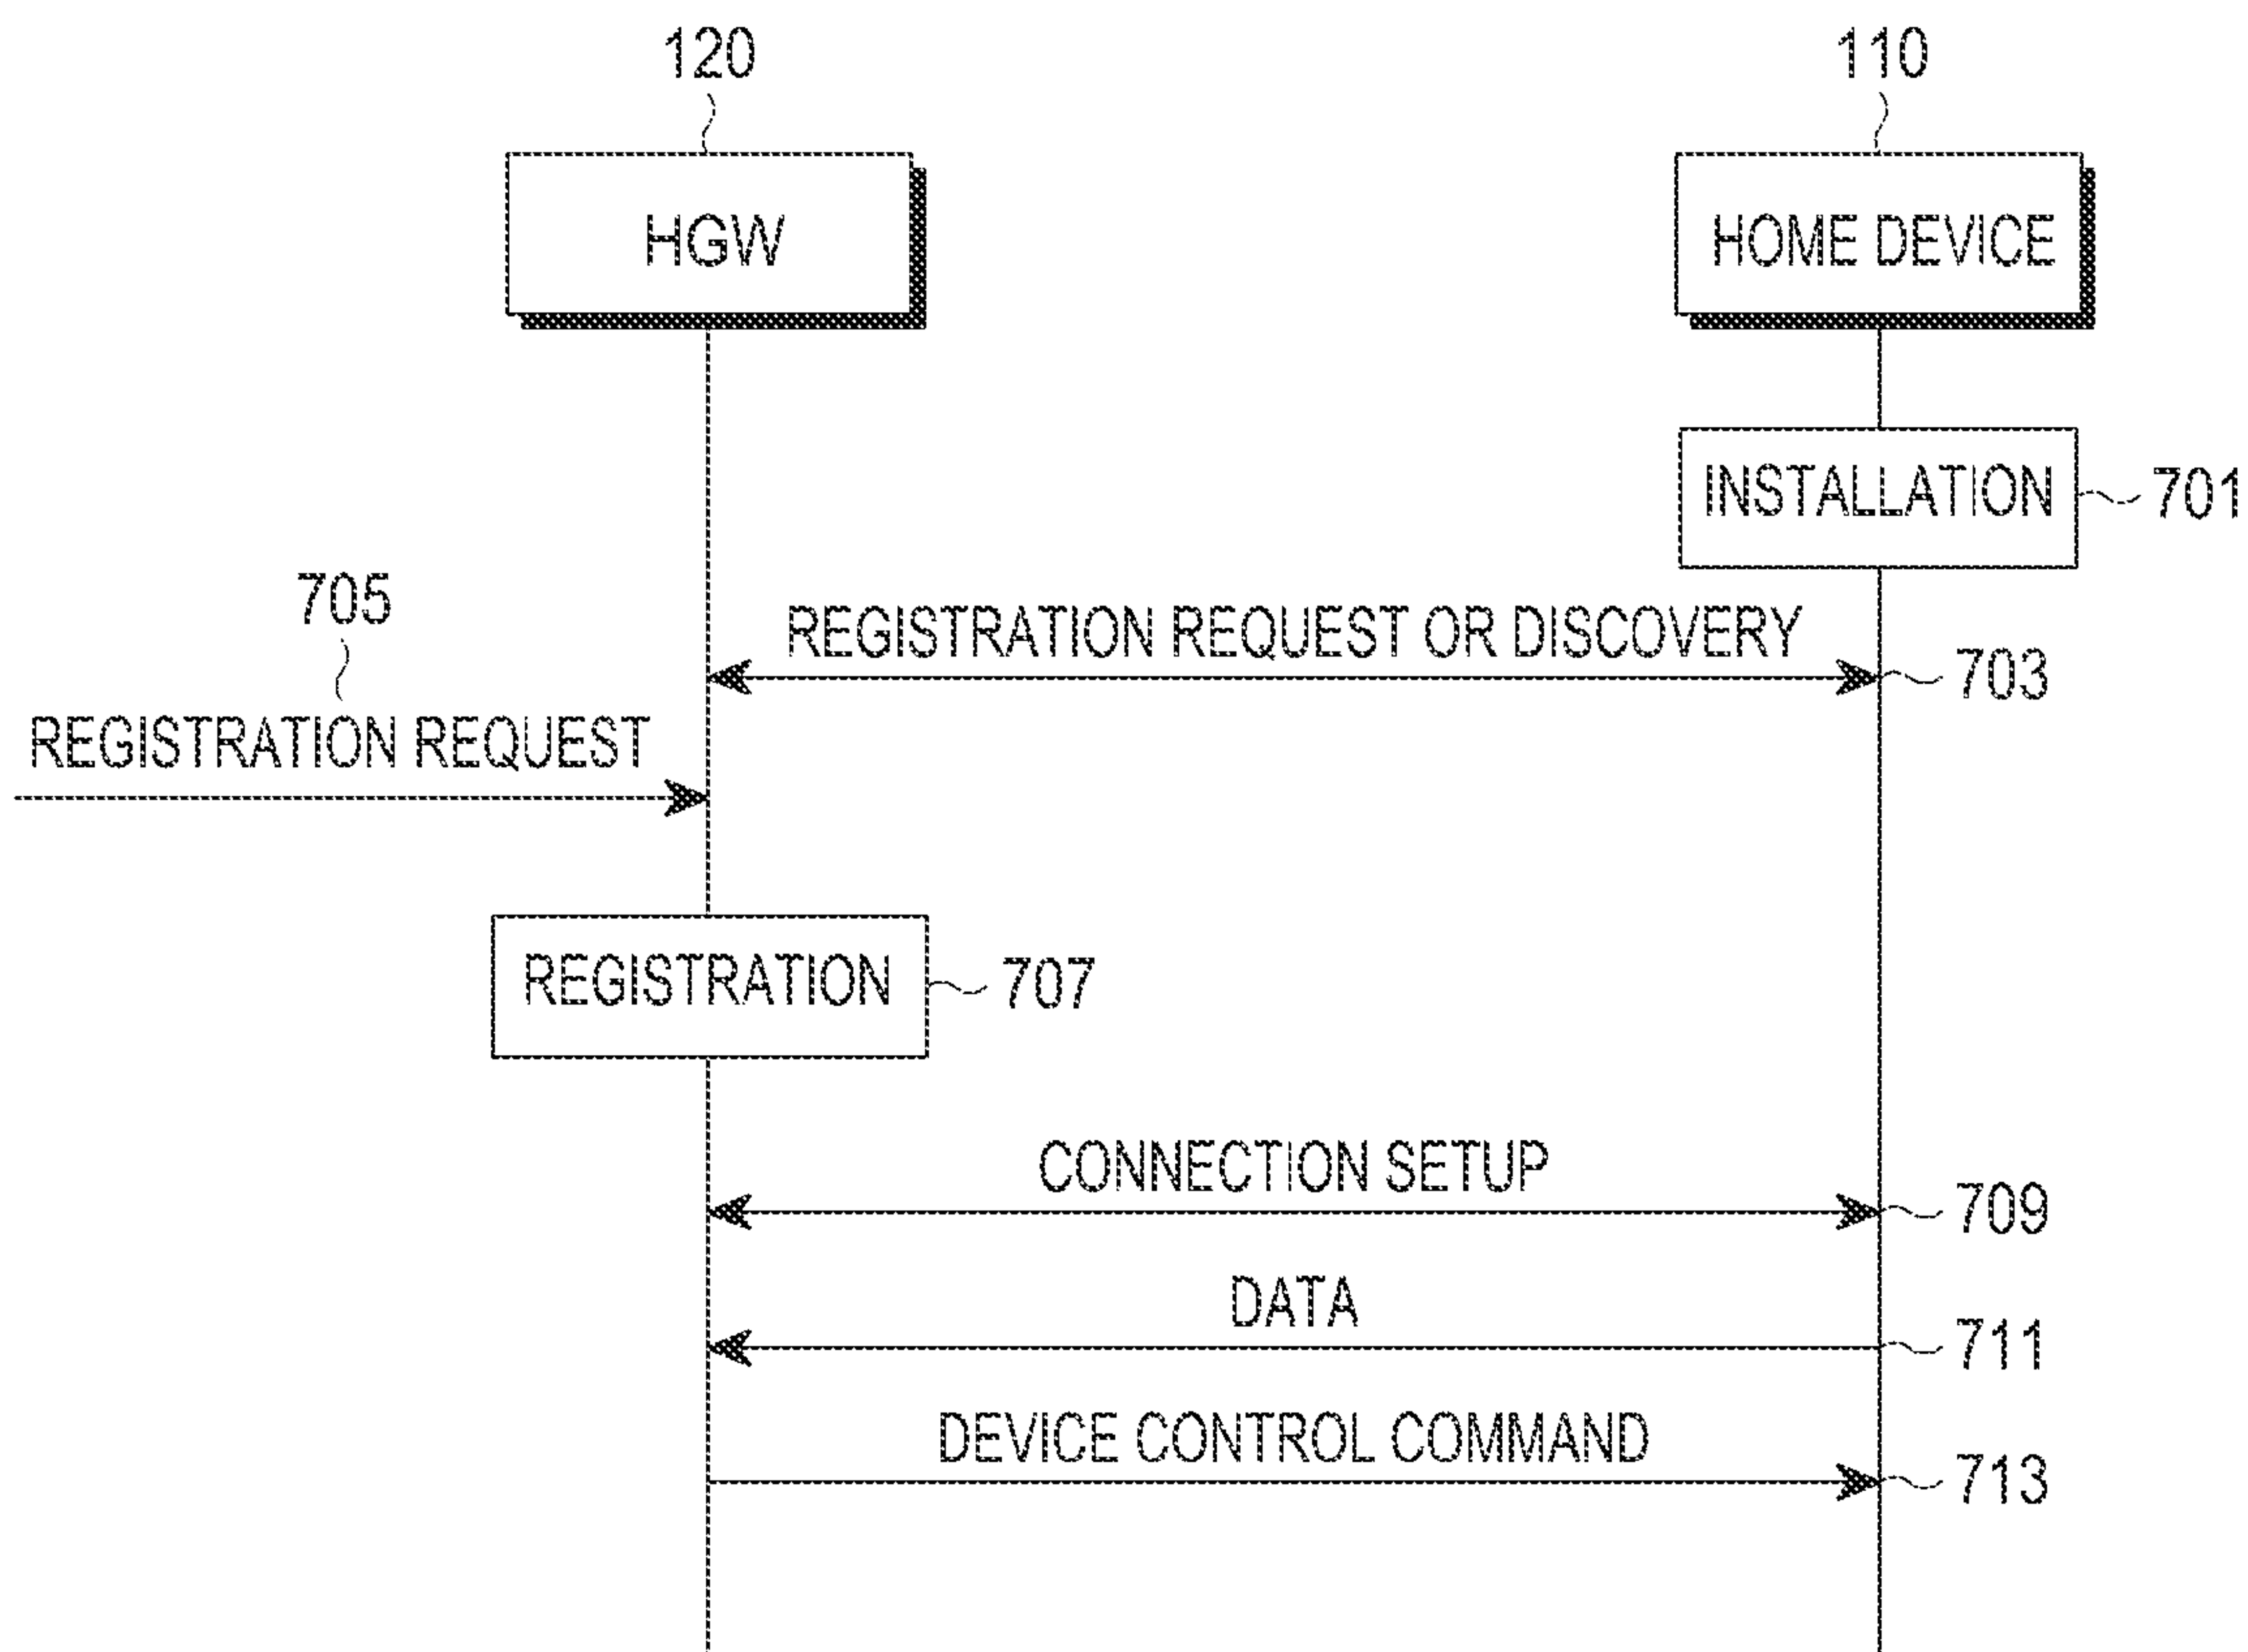 120
110
HGW
HOME DEVICE
INSTALLATION
701
705
REGISTRATION REQUEST OR DISCOVERY
703
REGISTRATION REQUEST
REGISTRATION
707
CONNECTION SETUP
709
DATA
711
DEVICE CONTROL COMMAND
713